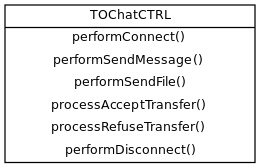 TOChatCTRL
performConnect()
performSendMessage()
performSendFile()
processAcceptTransfer()
processRefuseTransfer()
performDisconnect()